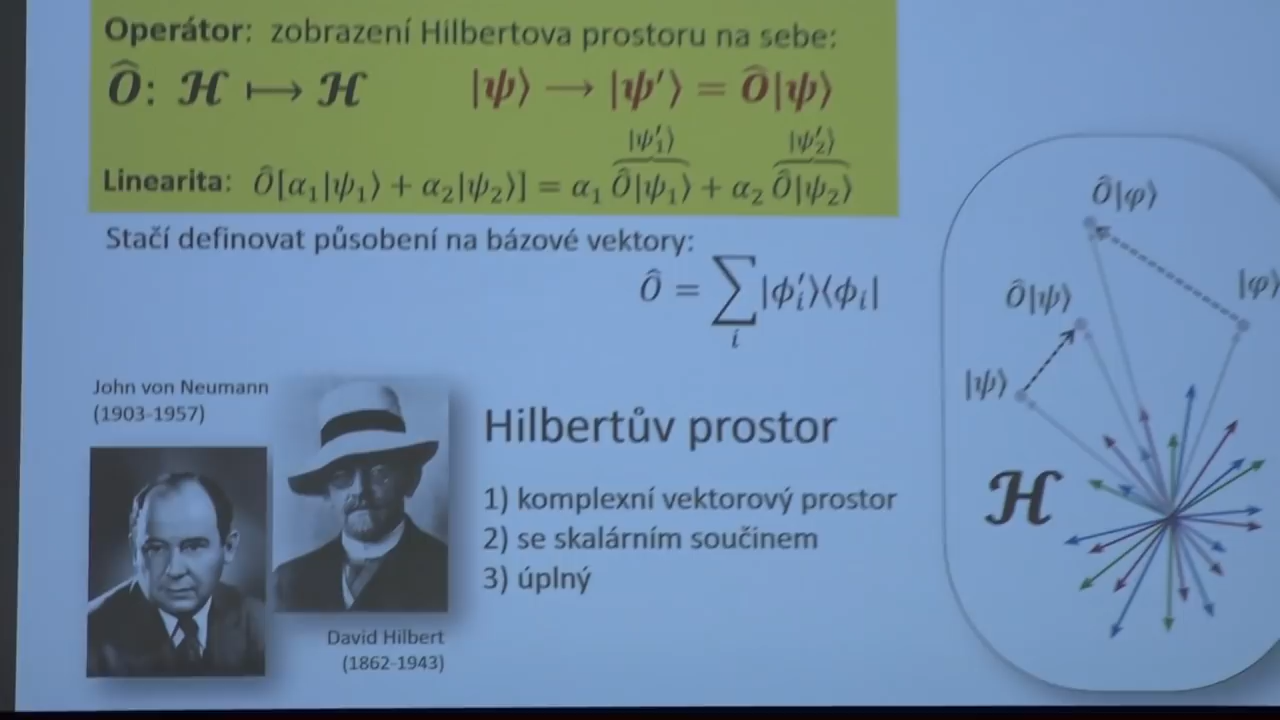 Operátor: zobrazení Hilbertova prostoru na sebe:
Ô: ℋ ⟼ ℋ |ψ⟩ ⟶ |ψ′⟩ = Ô|ψ⟩
|ψ′₁⟩ |ψ′₂⟩
Linearita: Ô[α₁|ψ₁⟩ + α₂|ψ₂⟩] = α₁ Ô|ψ₁⟩ + α₂ Ô|ψ₂⟩
Stačí definovat působení na bázové vektory:
Ô = ∑ᵢ |ϕ′ᵢ⟩⟨ϕᵢ|
John von Neumann
(1903-1957)
David Hilbert
(1862-1943)
Hilbertův prostor
1) komplexní vektorový prostor
2) se skalárním součinem
3) úplný
Ô|φ⟩
Ô|ψ⟩
|φ⟩
|ψ⟩
ℋ